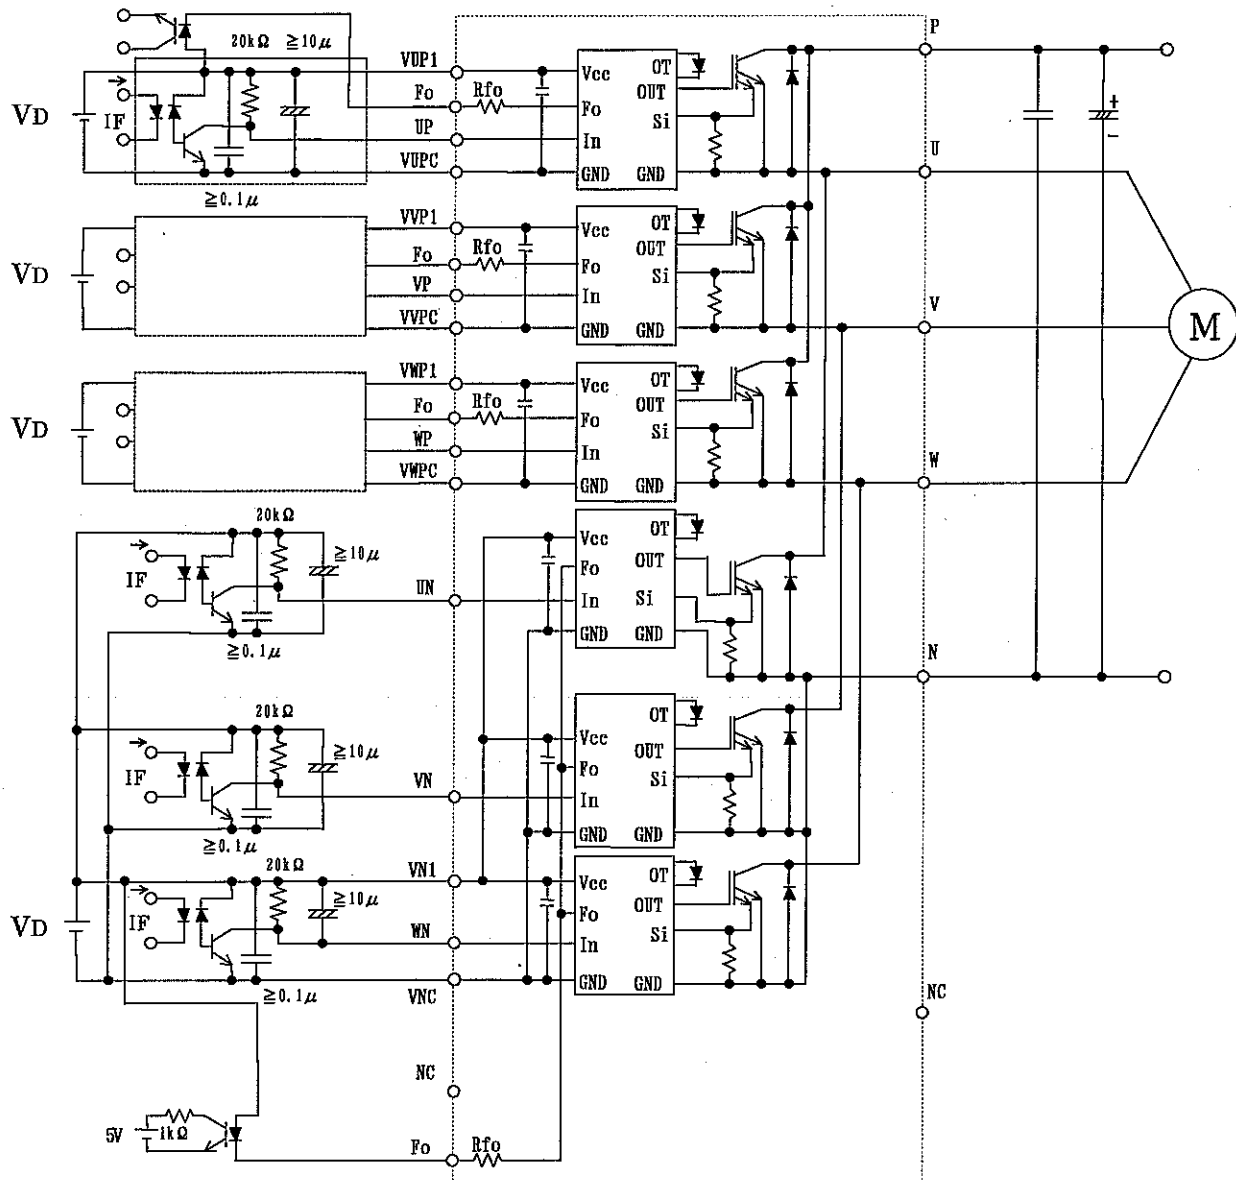 P
20kΩ ≧10μ
VUP1
Vcc
OT
VD
IF
Fo
Rfo
Fo
OUT
Si
UP
In
VUPC
GND
GND
U
+
-
≧0.1μ
VVP1
Vcc
OT
VD
Fo
Rfo
Fo
OUT
Si
VP
In
VVPC
GND
GND
V
M
VWP1
Vcc
OT
VD
Fo
Rfo
Fo
OUT
Si
WP
In
VWPC
GND
GND
W
20kΩ
≧10μ
IF
Vcc
OT
Fo
OUT
UN
In
Si
GND
GND
≧0.1μ
N
20kΩ
≧10μ
IF
Vcc
OT
Fo
OUT
VN
In
Si
GND
GND
≧0.1μ
20kΩ
≧10μ
VN1
Vcc
OT
VD
IF
Fo
OUT
WN
In
Si
VNC
GND
GND
≧0.1μ
NC
NC
5V
1kΩ
Fo
Rfo